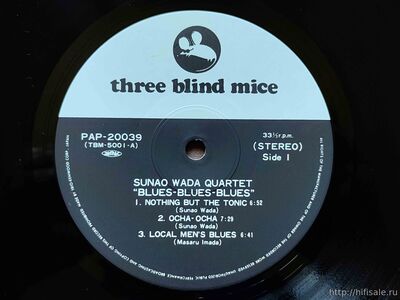 three blind mice
PAP-20039
(TBM-5001-A)
33⅓r.p.m.
(STEREO)
Side 1
SUNAO WADA QUARTET
"BLUES-BLUES-BLUES"
1. NOTHING BUT THE TONIC 6:52
(Sunao Wada)
2. OCHA-OCHA 7:29
(Sunao Wada)
3. LOCAL MEN'S BLUES 6:41
(Masaru Imada)
http://hifisale.ru